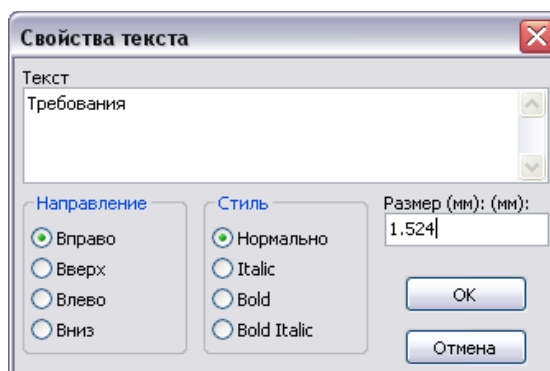 Свойства текста
Текст
Требования
Направление
Вправо
Вверх
Влево
Вниз
Стиль
Нормально
Italic
Bold
Bold Italic
Размер (мм): (мм):
1.524
OK
Отмена